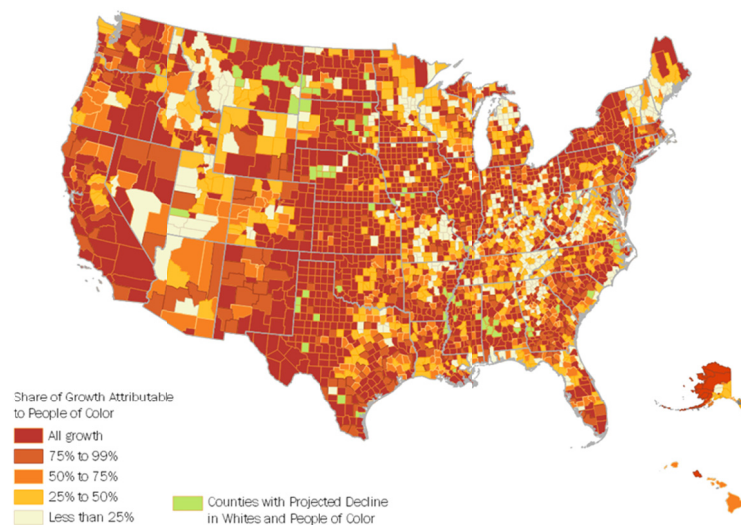 Share of Growth Attributable
to People of Color
All growth
75% to 99%
50% to 75%
25% to 50%
Less than 25%
Counties with Projected Decline
in Whites and People of Color